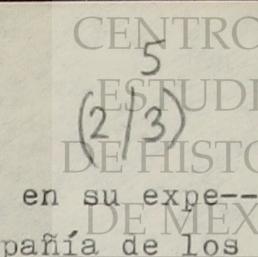 CENTRO
5
ESTUDI
(2/3)
DE HISTO
en su expe--
DE MEX
pañía de los